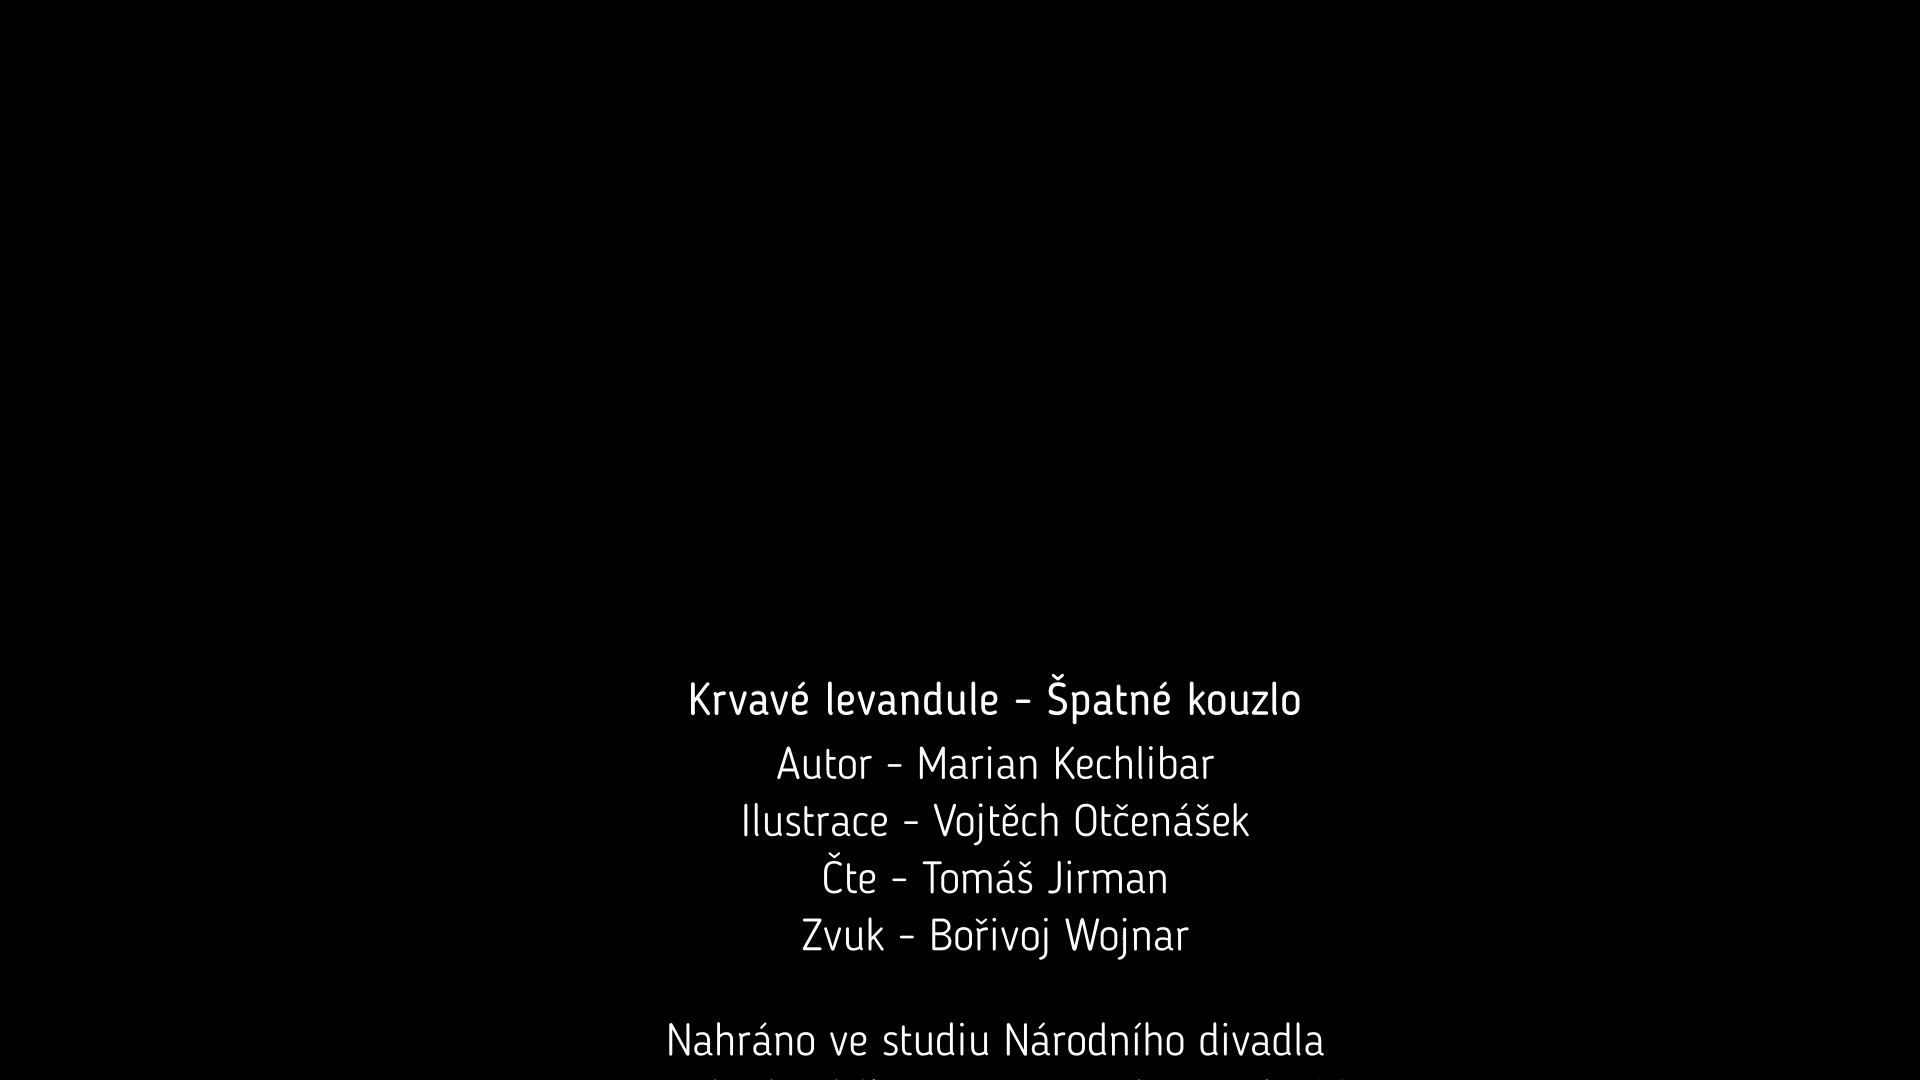 Krvavé levandule - Špatné kouzlo
Autor - Marian Kechlibar
Ilustrace - Vojtěch Otčenášek
Čte - Tomáš Jirman
Zvuk - Bořivoj Wojnar
Nahráno ve studiu Národního divadla